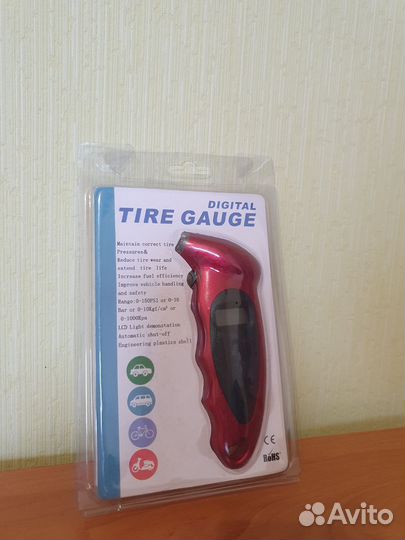 DIGITAL
TIRE GAUGE
Maintain correct tire
Pressures&
Reduce tire wear and
extend tire life
Increase fuel efficiency
Improve vehicle handling
and safety
Range:0-150PSI or 0-10
Bar or 0-10Kgf/cm² or
0-1000Kpa
LCD Light demonstation
Automatic shut-off
Engineering plastics shell
CE
RoHS
Avito